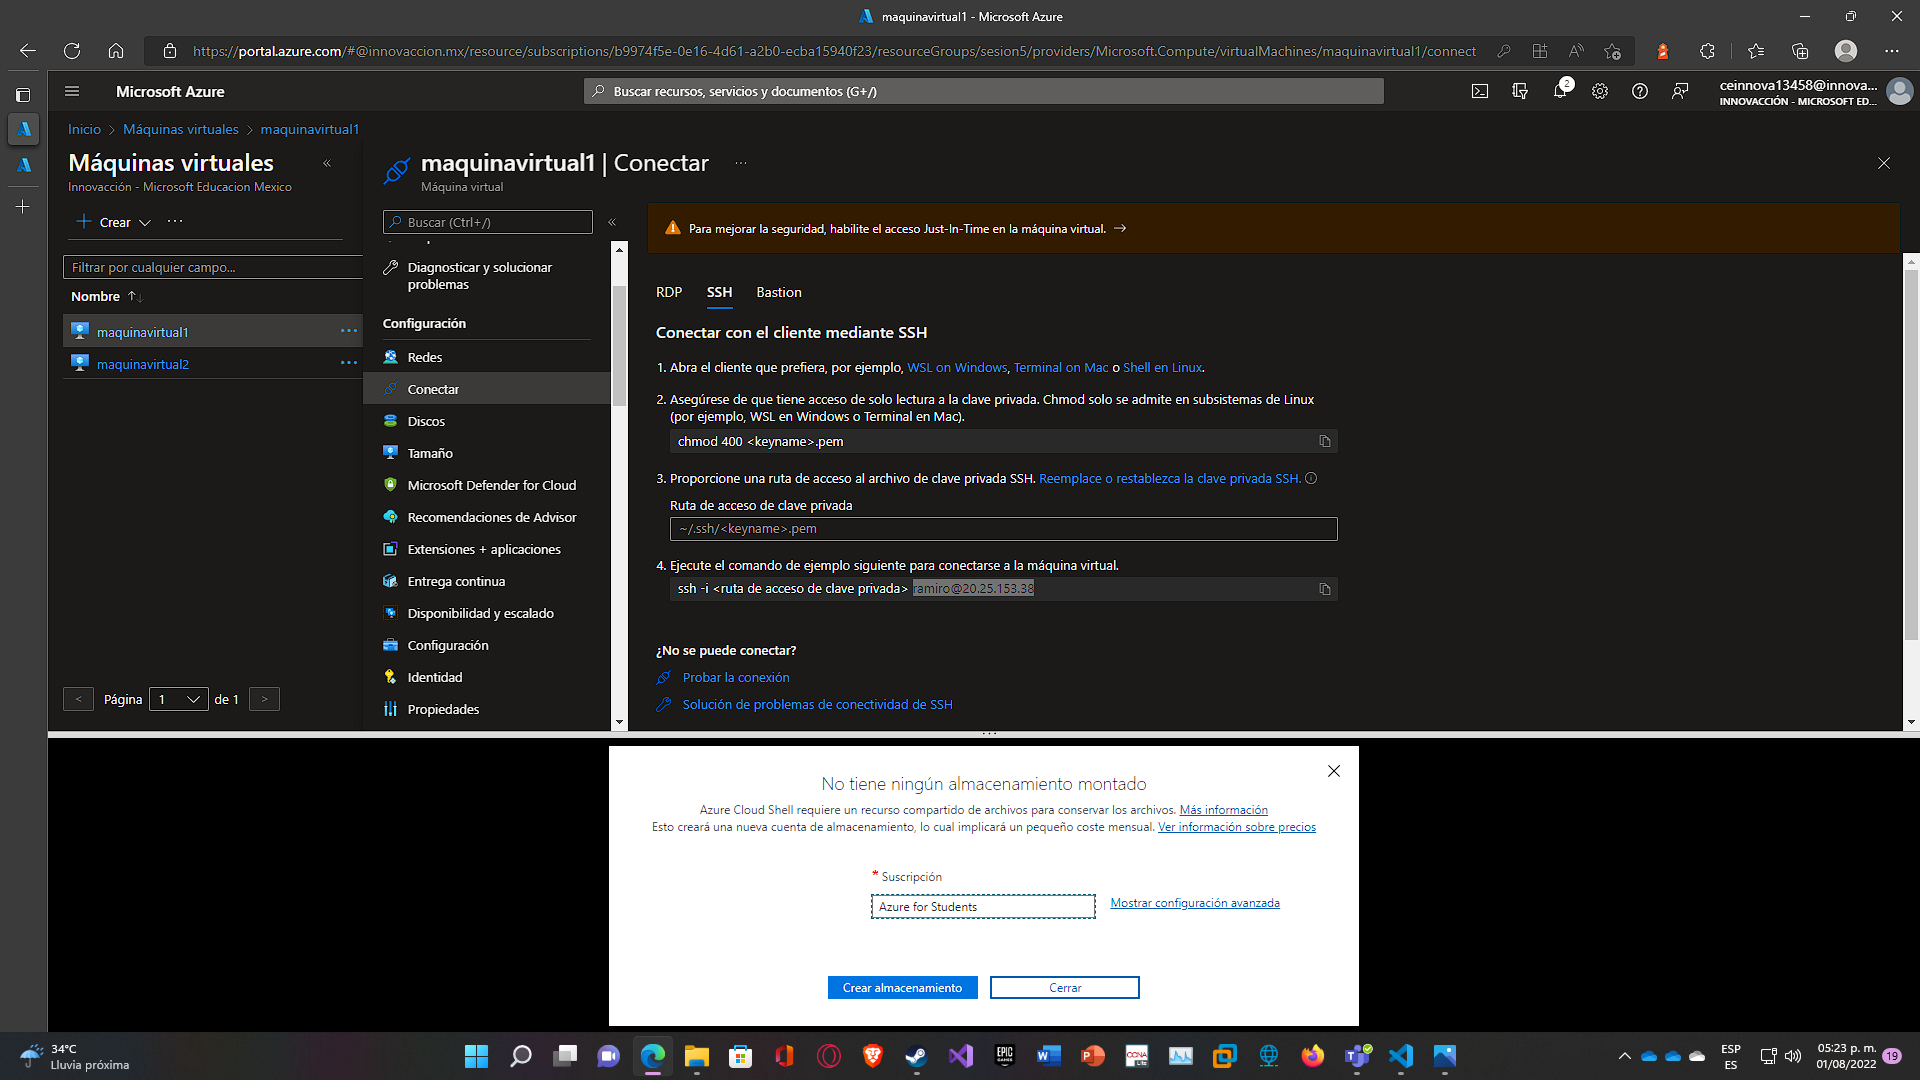 maquinavirtual1 - Microsoft Azure
https://portal.azure.com/#@innovaccion.mx/resource/subscriptions/b9974f5e-0e16-4d61-a2b0-ecba15940f23/resourceGroups/sesion5/providers/Microsoft.Compute/virtualMachines/maquinavirtual1/connect
Microsoft Azure
Buscar recursos, servicios y documentos (G+/)
2
ceinnova13458@innova...
INNOVACCIÓN - MICROSOFT ED...
Inicio > Máquinas virtuales > maquinavirtual1
Máquinas virtuales
Innovacción - Microsoft Educacion Mexico
Crear
Filtrar por cualquier campo...
Nombre
maquinavirtual1
maquinavirtual2
< Página 1 de 1 >
maquinavirtual1 | Conectar
Máquina virtual
Buscar (Ctrl+/)
Diagnosticar y solucionar
problemas
Configuración
Redes
Conectar
Discos
Tamaño
Microsoft Defender for Cloud
Recomendaciones de Advisor
Extensiones + aplicaciones
Entrega continua
Disponibilidad y escalado
Configuración
Identidad
Propiedades
Para mejorar la seguridad, habilite el acceso Just-In-Time en la máquina virtual. →
RDP SSH Bastion
Conectar con el cliente mediante SSH
1. Abra el cliente que prefiera, por ejemplo, WSL on Windows, Terminal on Mac o Shell en Linux.
2. Asegúrese de que tiene acceso de solo lectura a la clave privada. Chmod solo se admite en subsistemas de Linux
(por ejemplo, WSL en Windows o Terminal en Mac).
chmod 400 <keyname>.pem
3. Proporcione una ruta de acceso al archivo de clave privada SSH. Reemplace o restablezca la clave privada SSH.
Ruta de acceso de clave privada
~/.ssh/<keyname>.pem
4. Ejecute el comando de ejemplo siguiente para conectarse a la máquina virtual.
ssh -i <ruta de acceso de clave privada> ramiro@20.25.153.38
¿No se puede conectar?
Probar la conexión
Solución de problemas de conectividad de SSH
No tiene ningún almacenamiento montado
Azure Cloud Shell requiere un recurso compartido de archivos para conservar los archivos. Más información
Esto creará una nueva cuenta de almacenamiento, lo cual implicará un pequeño coste mensual. Ver información sobre precios
* Suscripción
Azure for Students
Mostrar configuración avanzada
Crear almacenamiento
Cerrar
34°C
Lluvia próxima
EPIC
GAMES
CCNA
Lite
ESP
ES
05:23 p. m.
01/08/2022
19